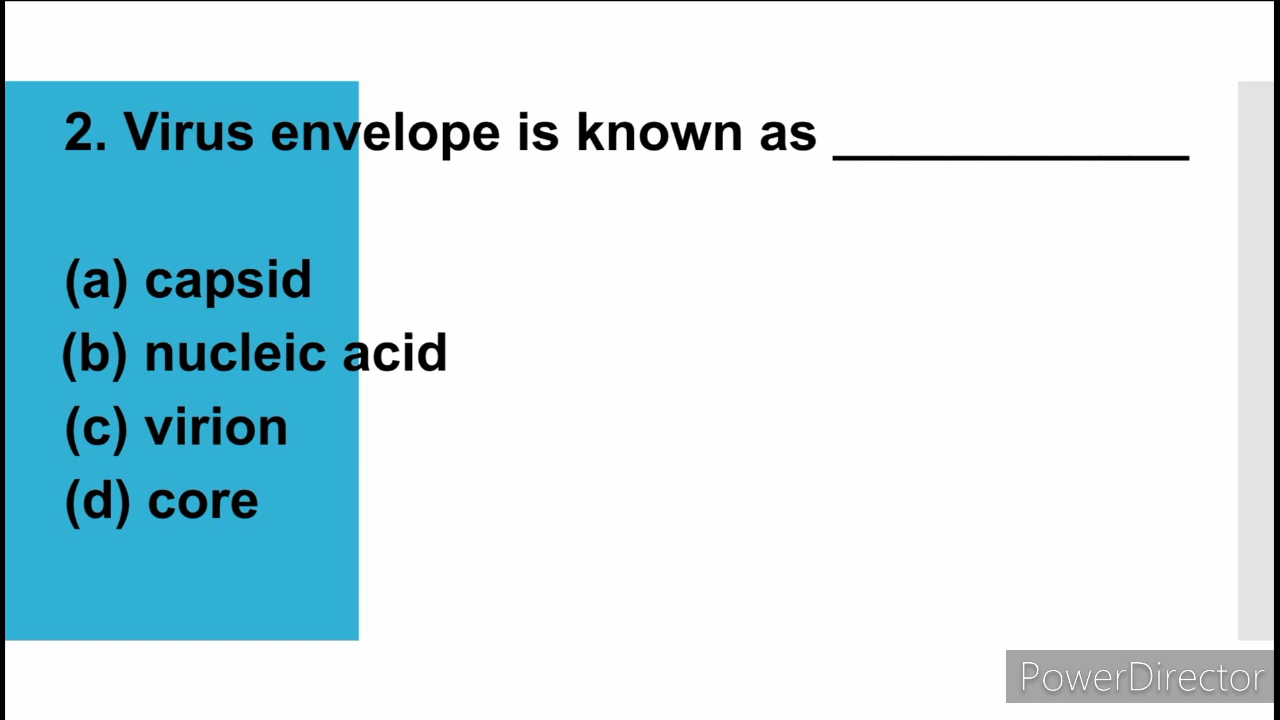 2. Virus envelope is known as ____________
(a) capsid
(b) nucleic acid
(c) virion
(d) core
PowerDirector